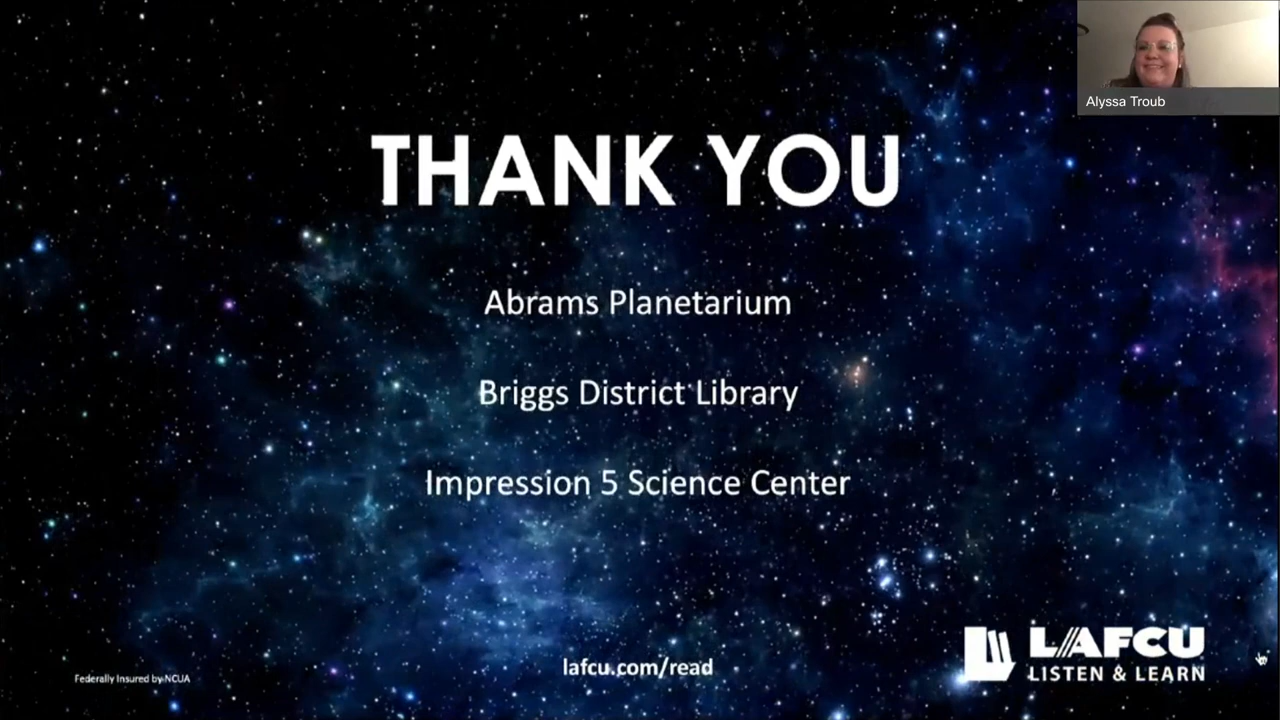 Alyssa Troub
THANK YOU
Abrams Planetarium
Briggs District Library
Impression 5 Science Center
Federally Insured by NCUA
lafcu.com/read
LAFCU
LISTEN & LEARN